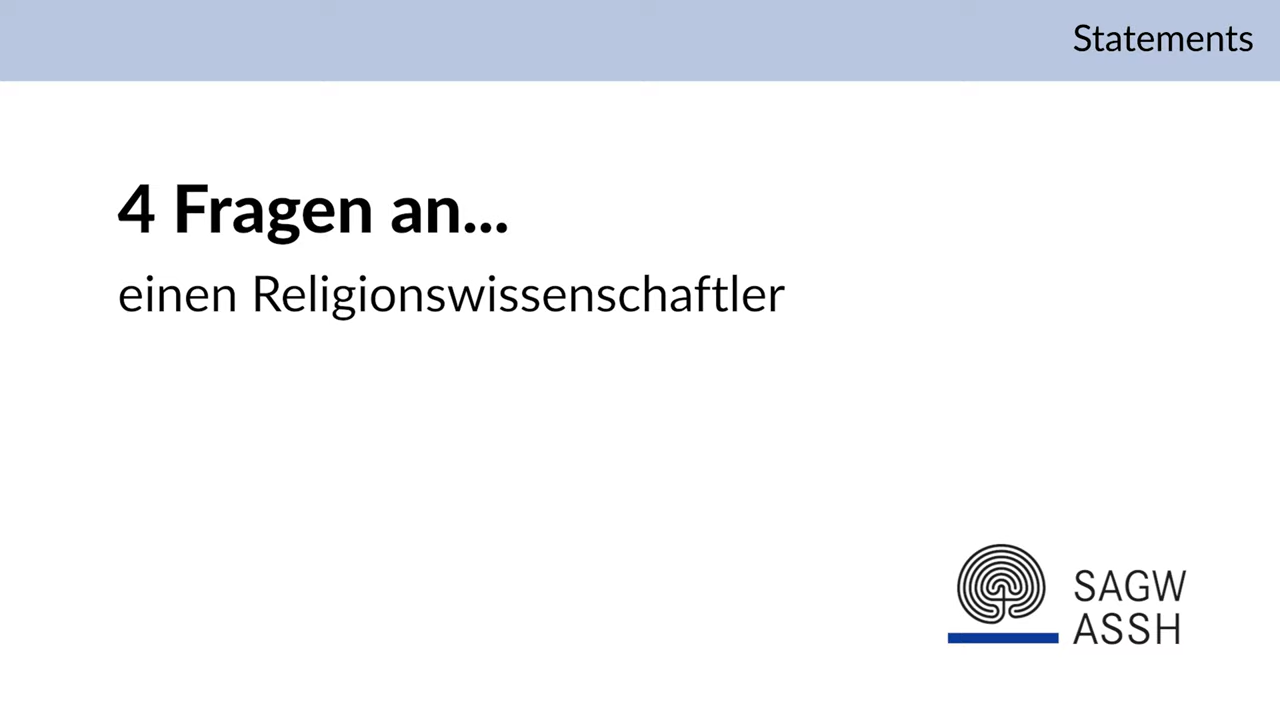 Statements
4 Fragen an...
einen Religionswissenschaftler
SAGW
ASSH